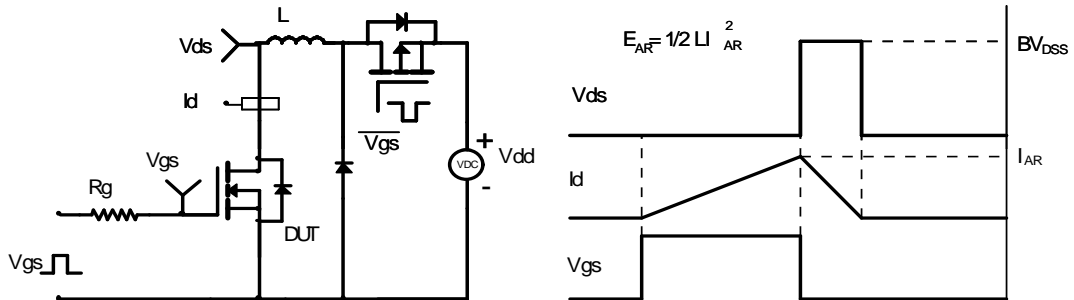 L
Vds
Id
Vgs
Vgs
Rg
DUT
Vgs
VDC
+
-
Vdd
E_AR= 1/2 LI²_AR
BV_DSS
Vds
I_AR
Id
Vgs